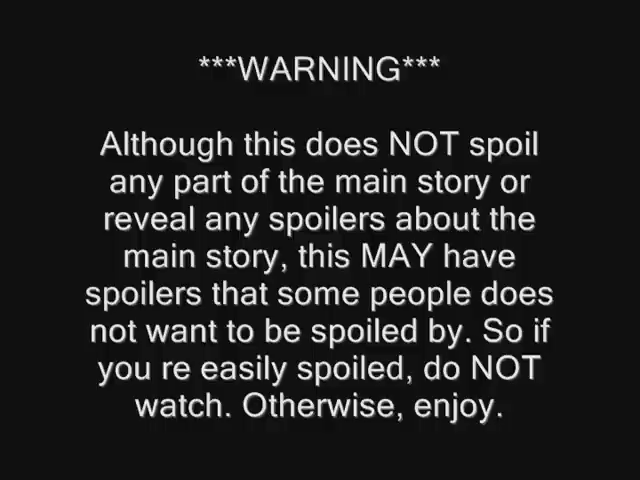 ***WARNING***
Although this does NOT spoil
any part of the main story or
reveal any spoilers about the
main story, this MAY have
spoilers that some people does
not want to be spoiled by. So if
you re easily spoiled, do NOT
watch. Otherwise, enjoy.